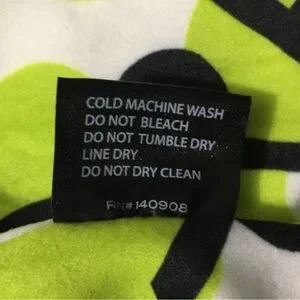 COLD MACHINE WASH
DO NOT BLEACH
DO NOT TUMBLE DRY
LINE DRY
DO NOT DRY CLEAN
RN# 140908